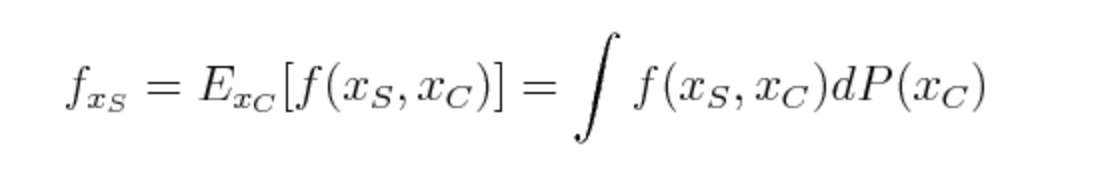 f_{x_S} = E_{x_C}[f(x_S, x_C)] = ∫ f(x_S, x_C)dP(x_C)